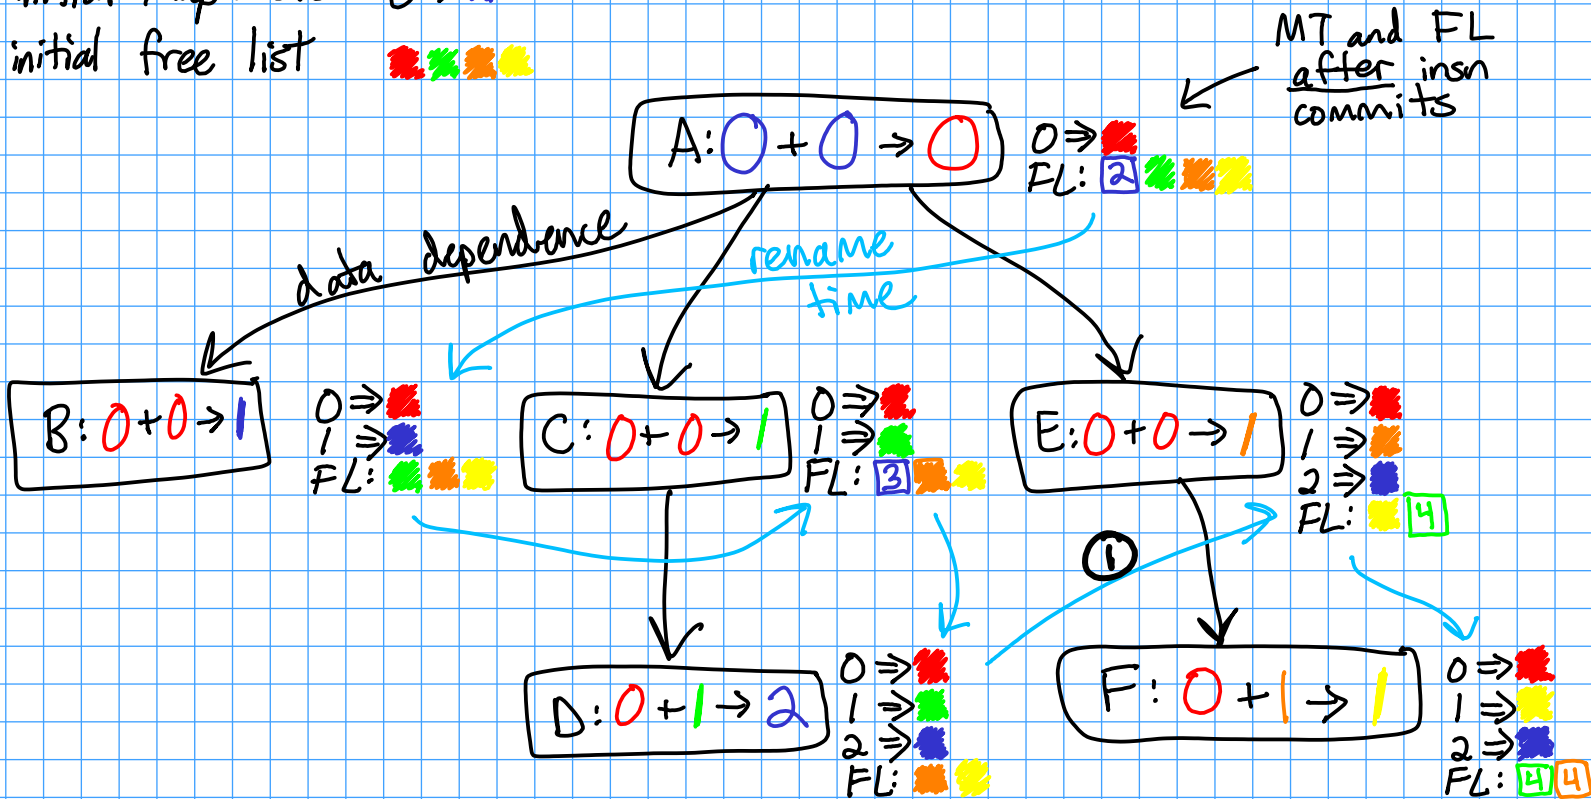 initial free list
MT and FL
after insn
commits
A: 0 + 0 → 0
0 ⇒
FL: 2
data dependence
rename
time
B: 0 + 0 → 1
0 ⇒
1 ⇒
FL:
C: 0 + 0 → 1
0 ⇒
1 ⇒
FL: 3
E: 0 + 0 → 1
0 ⇒
1 ⇒
2 ⇒
FL: 4
1
D: 0 + 1 → 2
0 ⇒
1 ⇒
2 ⇒
FL:
F: 0 + 1 → 1
0 ⇒
1 ⇒
2 ⇒
FL: 4 4